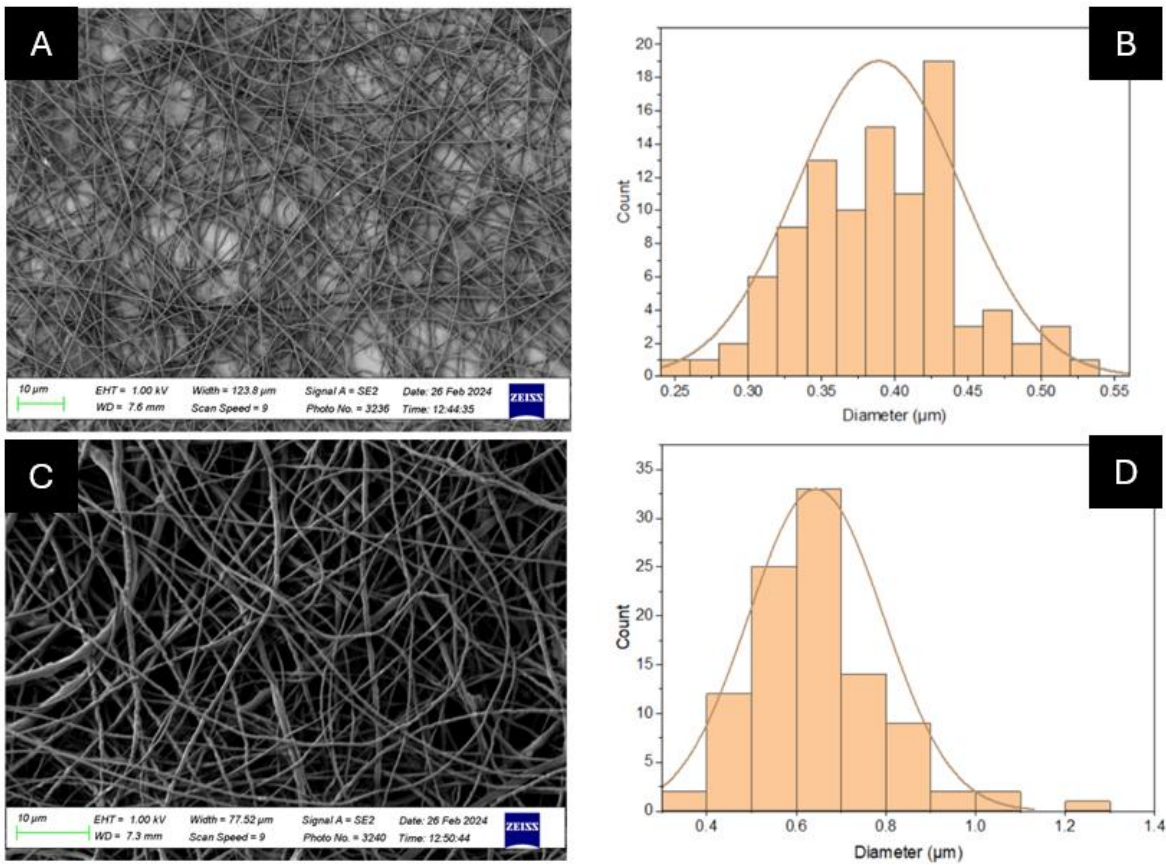 A
10 µm
EHT = 1.00 kV
Width = 123.8 µm
Signal A = SE2
Date: 26 Feb 2024
WD = 7.6 mm
Scan Speed = 9
Photo No. = 3236
Time: 12:44:35
ZEISS
B
20
18
16
14
12
10
8
6
4
2
0
Count
0.25
0.30
0.35
0.40
0.45
0.50
0.55
Diameter (µm)
C
10 µm
EHT = 1.00 kV
Width = 77.52 µm
Signal A = SE2
Date: 26 Feb 2024
WD = 7.3 mm
Scan Speed = 9
Photo No. = 3240
Time: 12:50:44
ZEISS
D
35
30
25
20
15
10
5
0
Count
0.4
0.6
0.8
1.0
1.2
1.4
Diameter (µm)